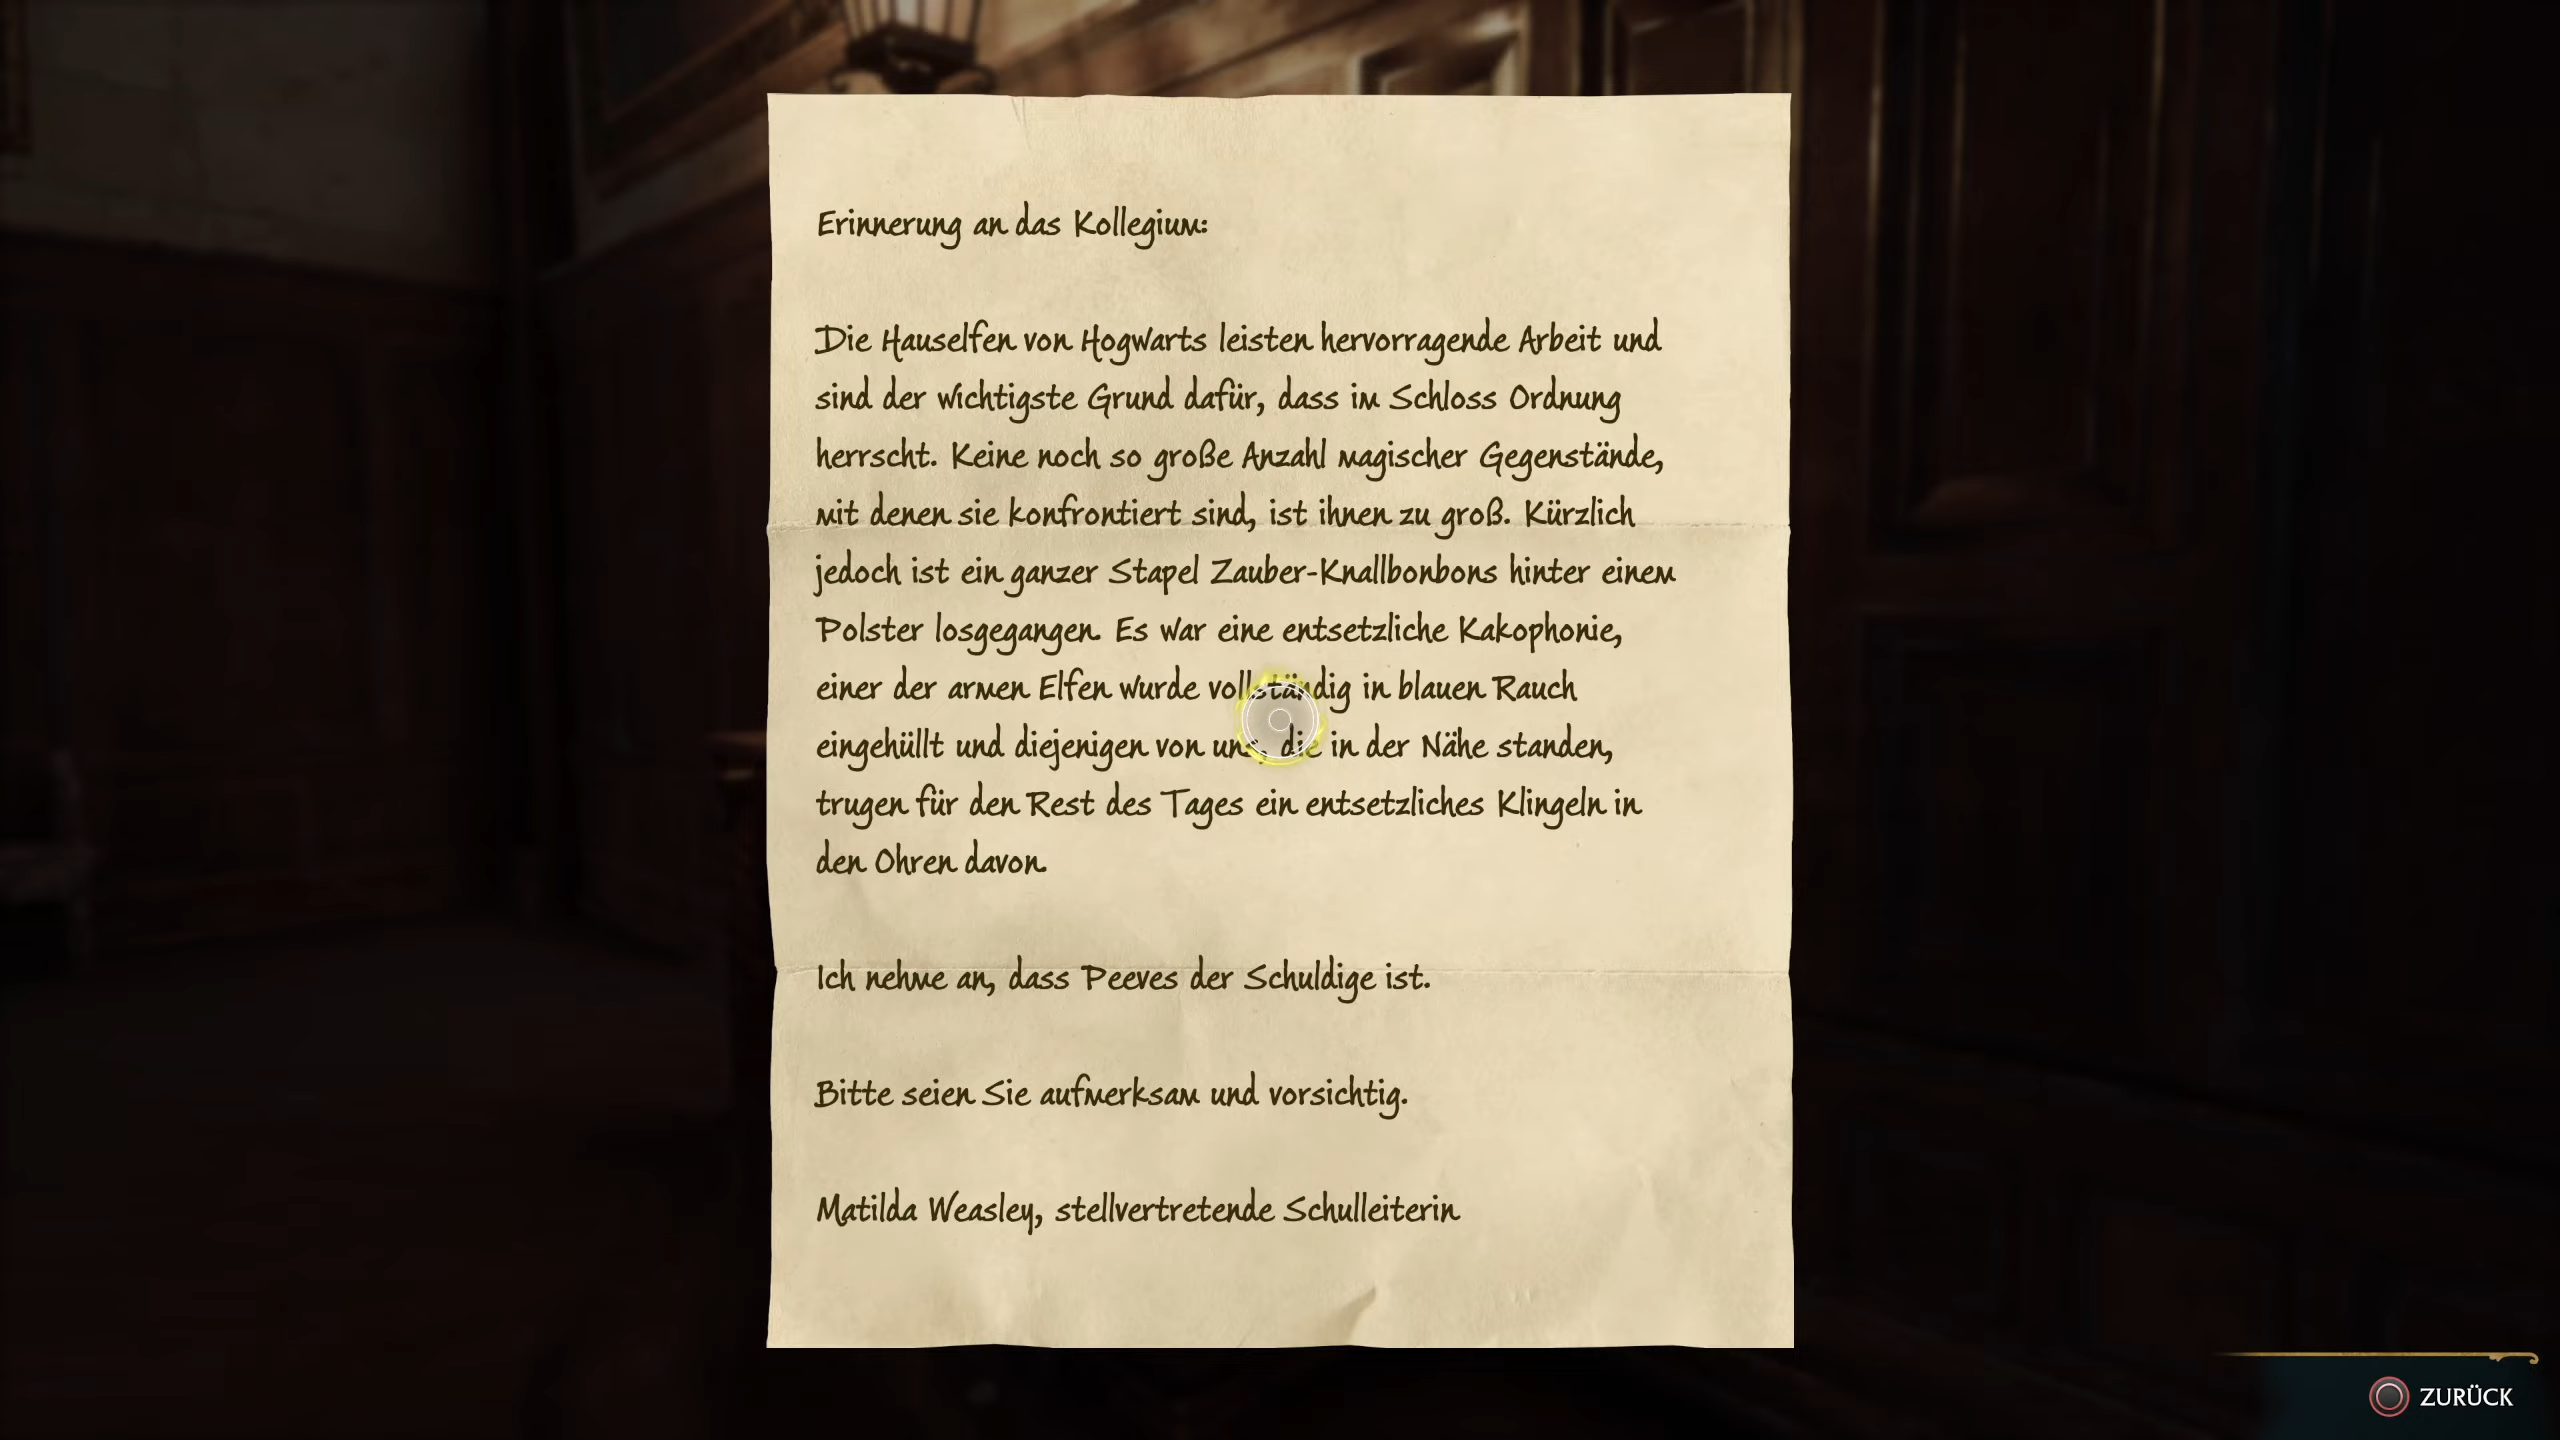 Erinnerung an das Kollegium:
Die Hauselfen von Hogwarts leisten hervorragende Arbeit und
sind der wichtigste Grund dafür, dass im Schloss Ordnung
herrscht. Keine noch so große Anzahl magischer Gegenstände,
mit denen sie konfrontiert sind, ist ihnen zu groß. Kürzlich
jedoch ist ein ganzer Stapel Zauber-Knallbonbons hinter einem
Polster losgegangen. Es war eine entsetzliche Kakophonie,
einer der armen Elfen wurde vollständig in blauen Rauch
eingehüllt und diejenigen von uns, die in der Nähe standen,
trugen für den Rest des Tages ein entsetzliches Klingeln in
den Ohren davon.
Ich nehme an, dass Peeves der Schuldige ist.
Bitte seien Sie aufmerksam und vorsichtig.
Matilda Weasley, stellvertretende Schulleiterin
ZURÜCK